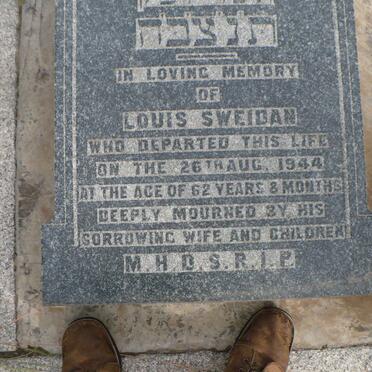 תנצבה
IN LOVING MEMORY
OF
LOUIS SWEIDAN
WHO DEPARTED THIS LIFE
ON THE 26TH AUG. 1944
AT THE AGE OF 62 YEARS & MONTHS
DEEPLY MOURNED BY HIS
SORROWING WIFE AND CHILDREN
M.H.D.S.R.I.P.